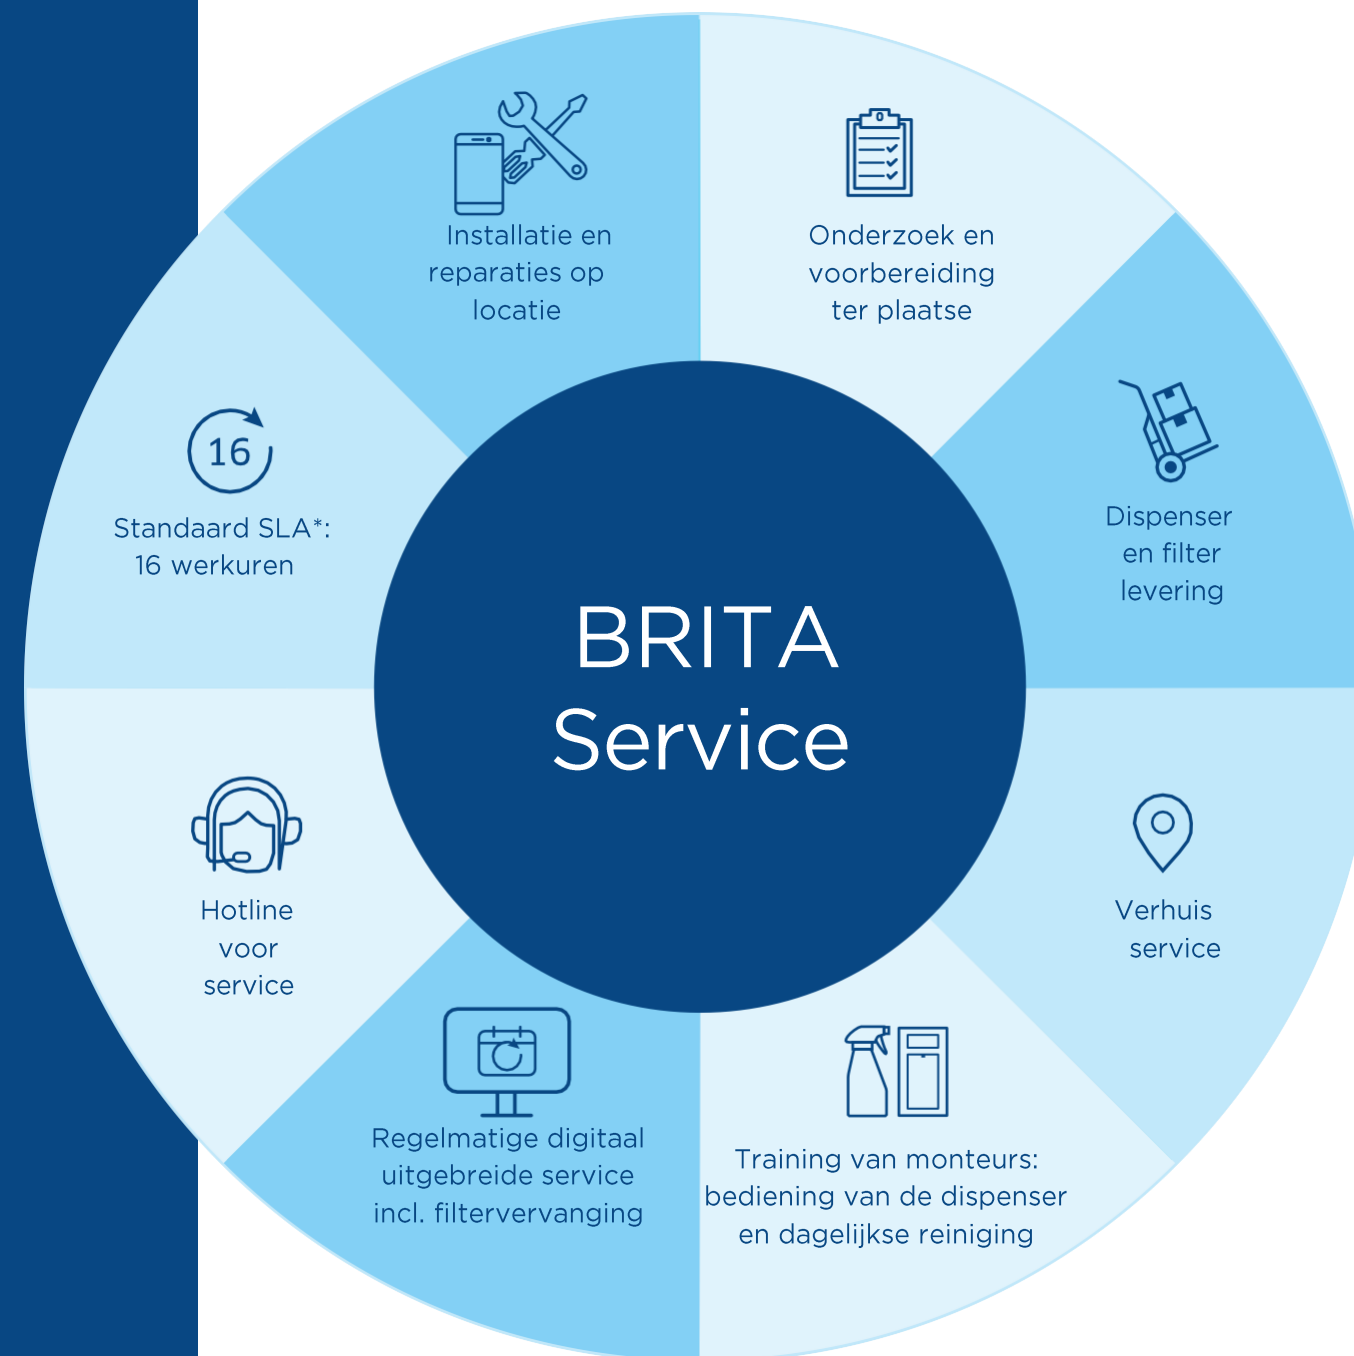 Installatie en
reparaties op
locatie
Onderzoek en
voorbereiding
ter plaatse
16
Standaard SLA*:
16 werkuren
Dispenser
en filter
levering
BRITA
Service
Hotline
voor
service
Verhuis
service
Regelmatige digitaal
uitgebreide service
incl. filtervervanging
Training van monteurs:
bediening van de dispenser
en dagelijkse reiniging